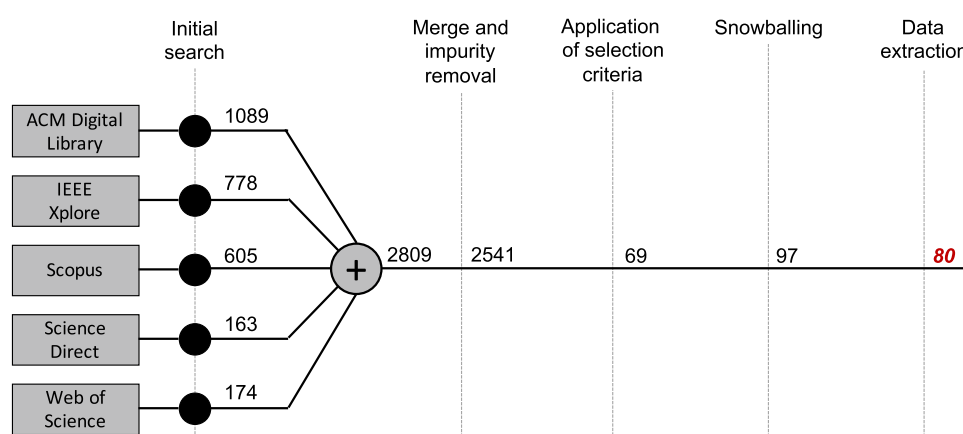 Initial
search
Merge and
impurity
removal
Application
of selection
criteria
Snowballing
Data
extraction
ACM Digital
Library
1089
IEEE
Xplore
778
Scopus
605
+
2809
2541
69
97
80
Science
Direct
163
Web of
Science
174